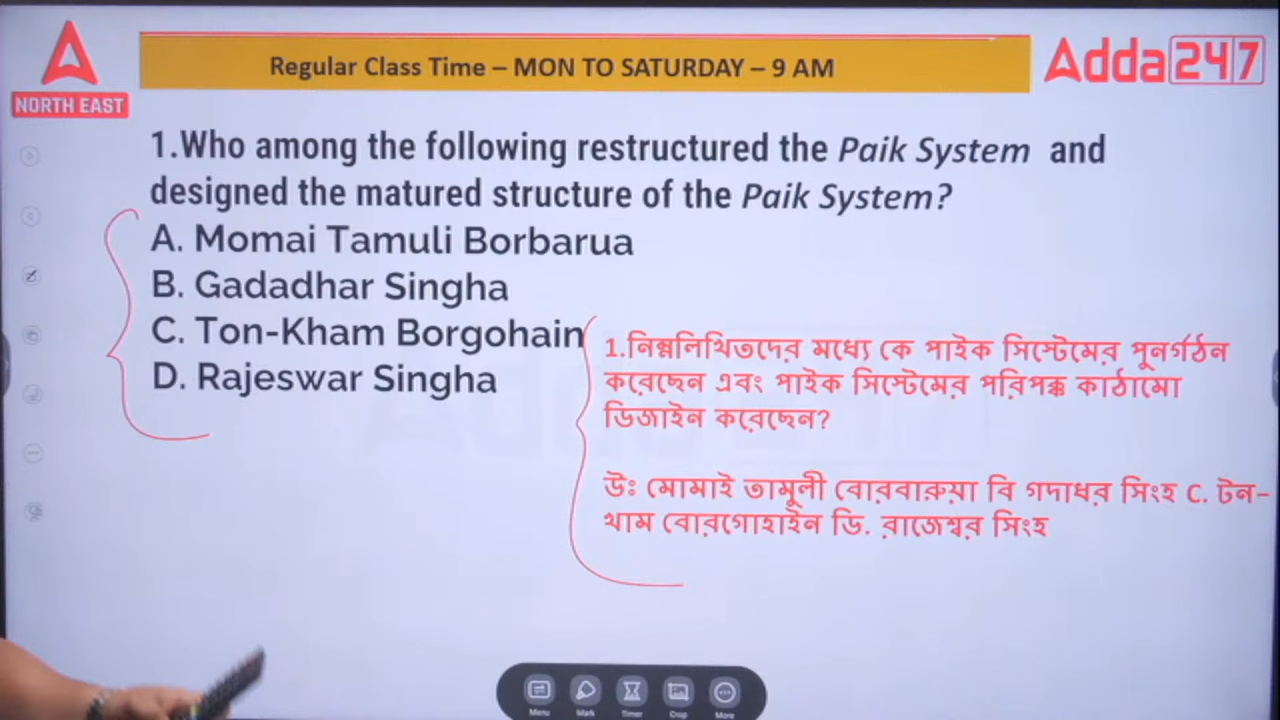 NORTH EAST
Regular Class Time – MON TO SATURDAY – 9 AM
Adda247
1.Who among the following restructured the Paik System and
designed the matured structure of the Paik System?
A. Momai Tamuli Borbarua
B. Gadadhar Singha
C. Ton-Kham Borgohain
D. Rajeswar Singha
1.নিম্নলিখিতদের মধ্যে কে পাইক সিস্টেমের পুনর্গঠন
করেছেন এবং পাইক সিস্টেমের পরিপক্ক কাঠামো
ডিজাইন করেছেন?
উঃ মোমাই তামুলী বোরবারুয়া বি গদাধর সিংহ C. টন-
খাম বোরগোহাইন ডি. রাজেশ্বর সিংহ
Menu
Mark
Timer
Crop
More